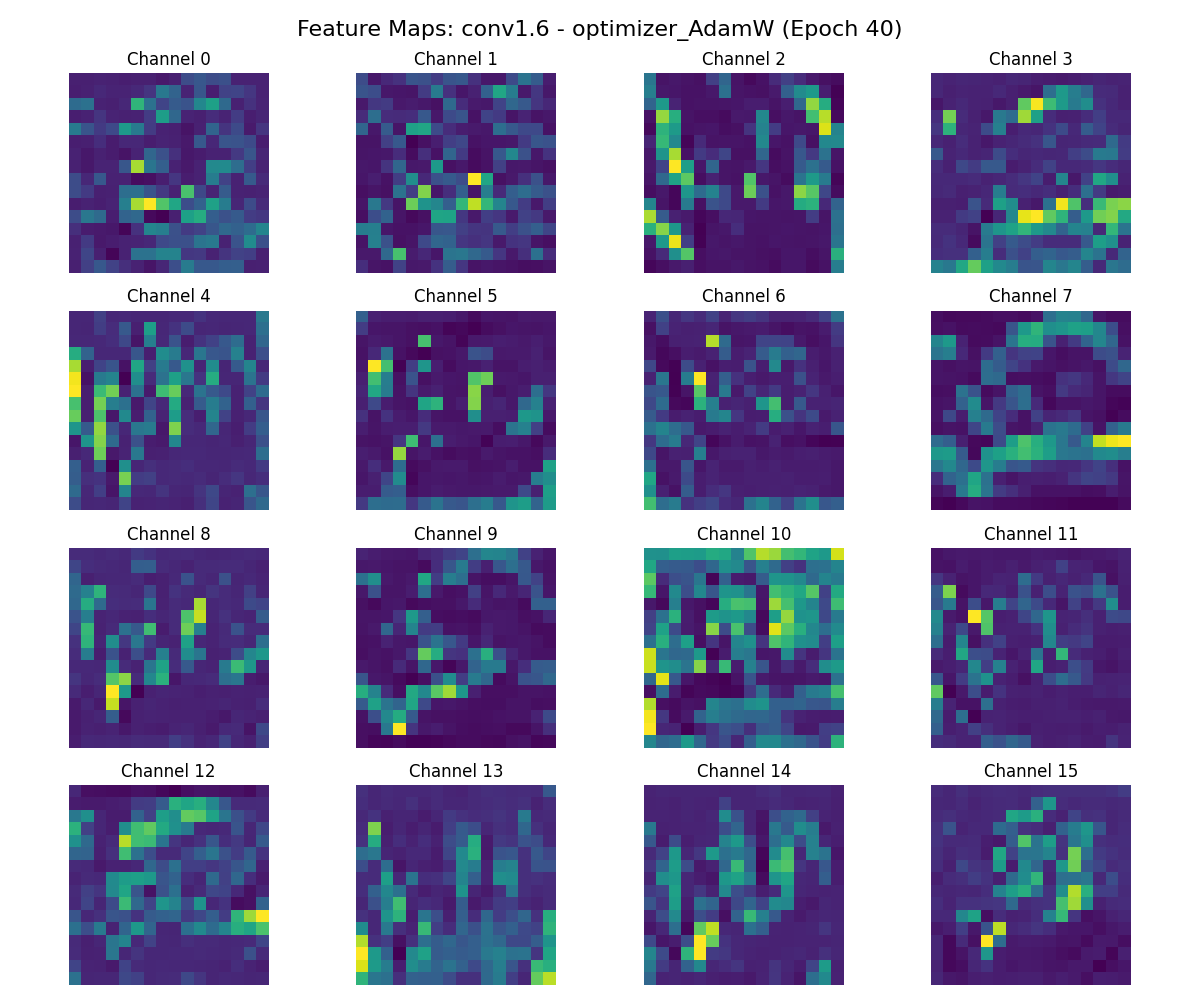 Feature Maps: conv1.6 - optimizer_AdamW (Epoch 40)
Channel 0
Channel 1
Channel 2
Channel 3
Channel 4
Channel 5
Channel 6
Channel 7
Channel 8
Channel 9
Channel 10
Channel 11
Channel 12
Channel 13
Channel 14
Channel 15